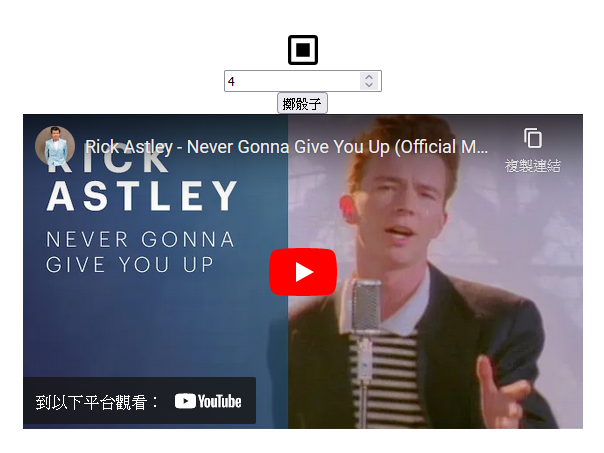 4
擲骰子
Rick Astley - Never Gonna Give You Up (Official M...
複製連結
RICK
ASTLEY
NEVER GONNA
GIVE YOU UP
到以下平台觀看：
YouTube